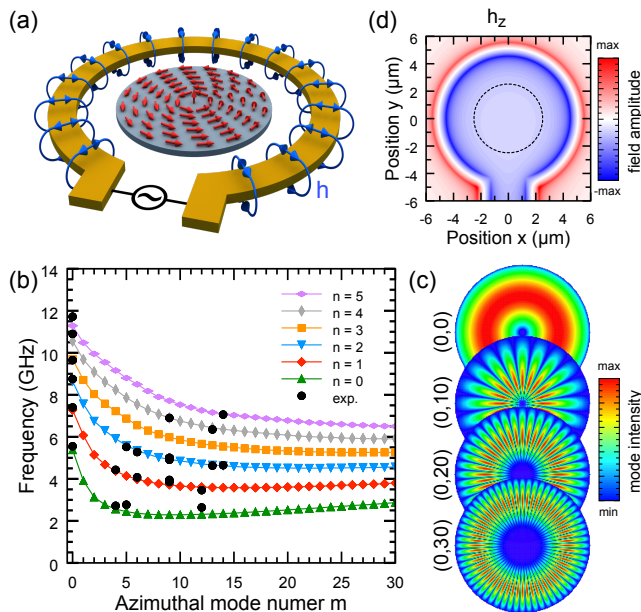 (a)
h
(d)
h_z
Position y (µm)
6
4
2
0
-2
-4
-6
-6 -4 -2 0 2 4 6
Position x (µm)
max
field amplitude
-max
(b)
Frequency (GHz)
14
12
10
8
6
4
2
0
n = 5
n = 4
n = 3
n = 2
n = 1
n = 0
exp.
0 5 10 15 20 25 30
Azimuthal mode numer m
(c)
(0,0)
(0,10)
(0,20)
(0,30)
max
mode intensity
min